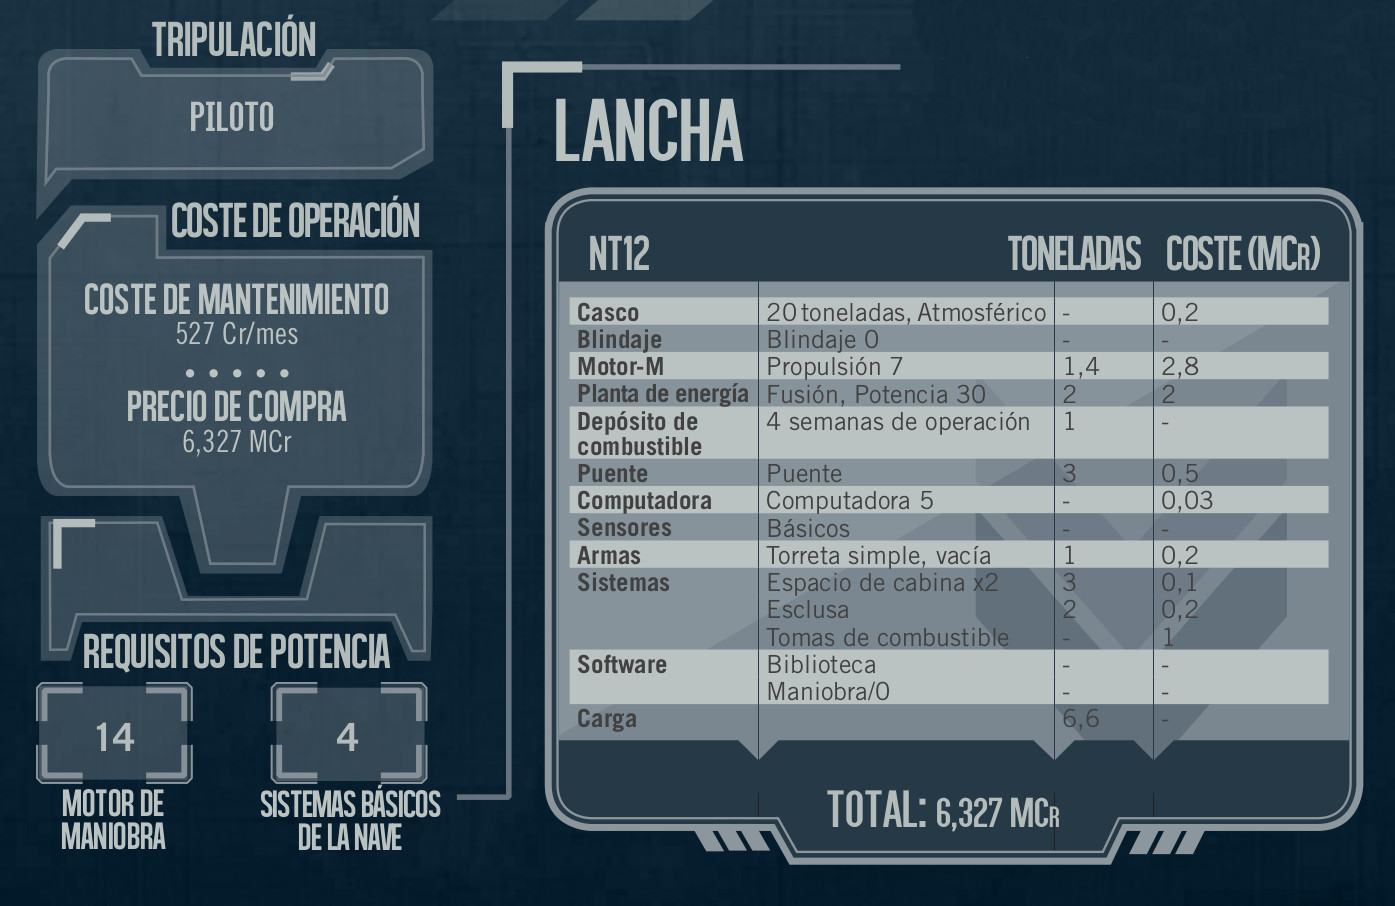 TRIPULACIÓN
PILOTO
COSTE DE OPERACIÓN
COSTE DE MANTENIMIENTO
527 Cr/mes
PRECIO DE COMPRA
6,327 MCr
REQUISITOS DE POTENCIA
14
MOTOR DE
MANIOBRA
4
SISTEMAS BÁSICOS
DE LA NAVE
LANCHA
NT12 TONELADAS COSTE (MCR)
Casco 20 toneladas, Atmosférico - 0,2
Blindaje Blindaje 0 - -
Motor-M Propulsión 7 1,4 2,8
Planta de energía Fusión, Potencia 30 2 2
Depósito de 4 semanas de operación 1 -
combustible
Puente Puente 3 0,5
Computadora Computadora 5 - 0,03
Sensores Básicos - -
Armas Torreta simple, vacía 1 0,2
Sistemas Espacio de cabina x2 3 0,1
Esclusa 2 0,2
Tomas de combustible - 1
Software Biblioteca - -
Maniobra/0 - -
Carga 6,6 -
TOTAL: 6,327 MCR